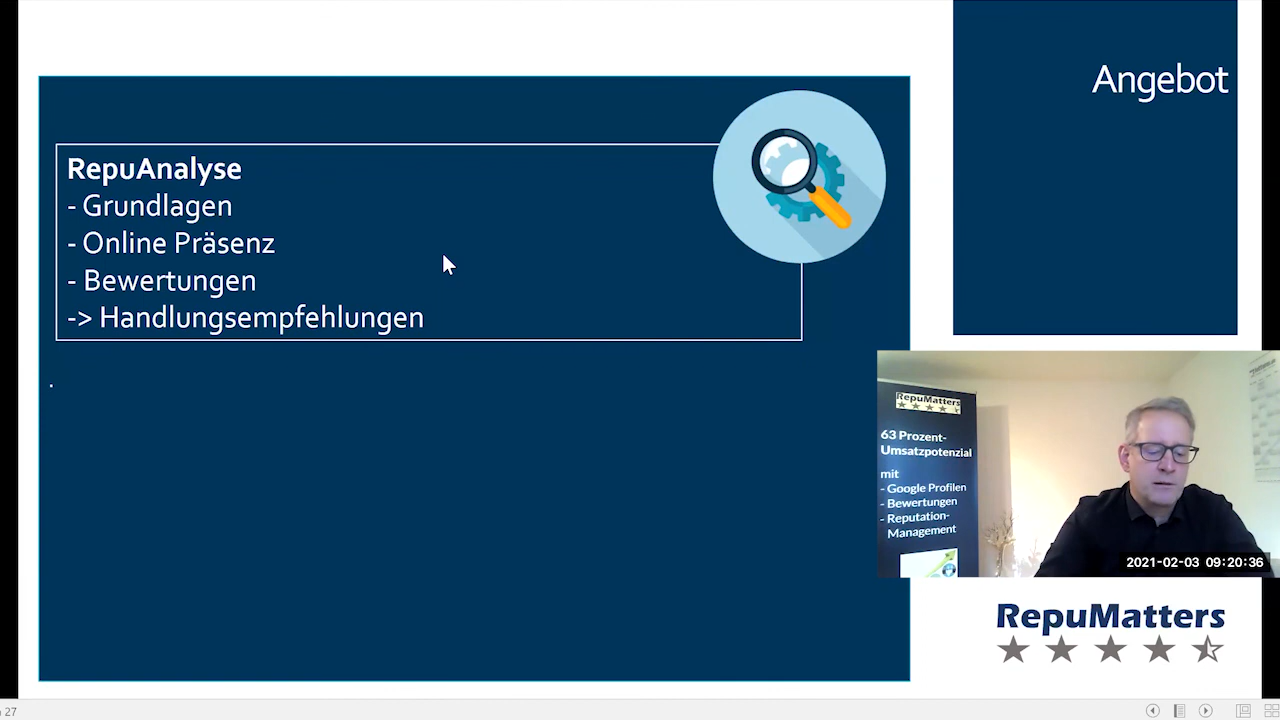 Angebot
RepuAnalyse
- Grundlagen
- Online Präsenz
- Bewertungen
-> Handlungsempfehlungen
.
RepuMatters
63 Prozent-
Umsatzpotenzial
mit
- Google Profilen
- Bewertungen
- Reputation-
Management
2021-02-03 09:20:36
RepuMatters
27